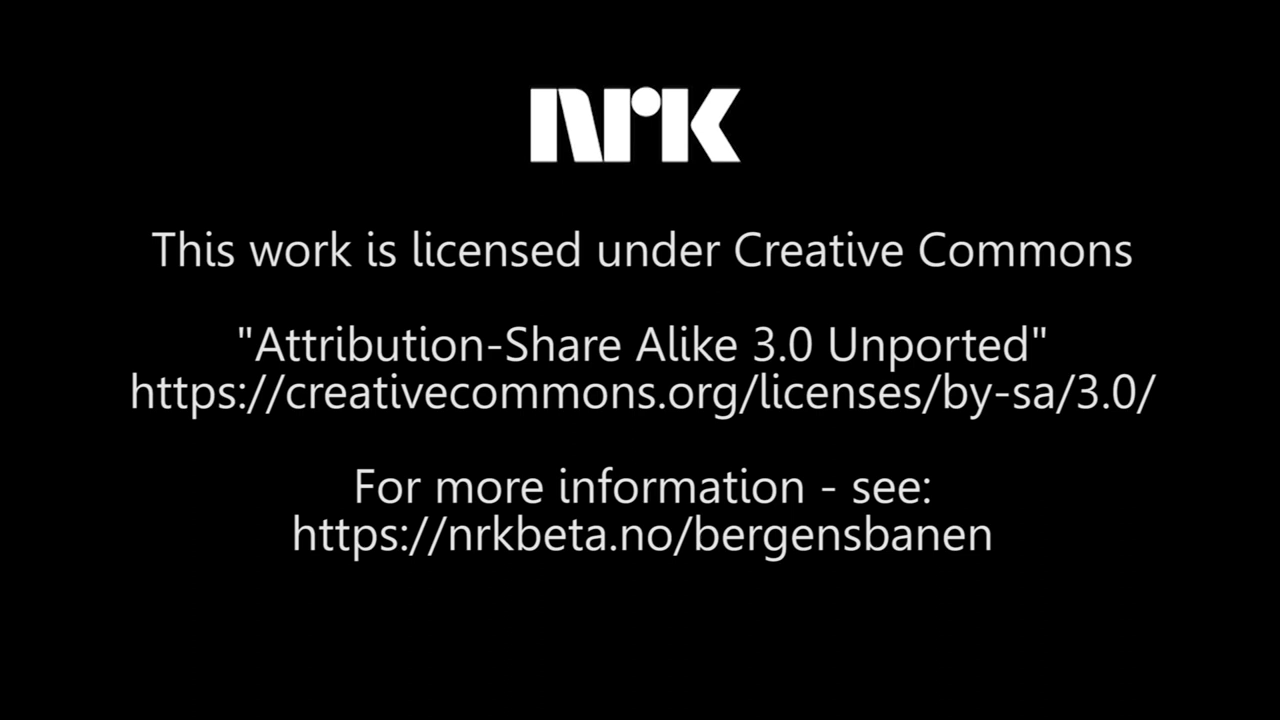 NRK
This work is licensed under Creative Commons
"Attribution-Share Alike 3.0 Unported"
https://creativecommons.org/licenses/by-sa/3.0/
For more information - see:
https://nrkbeta.no/bergensbanen